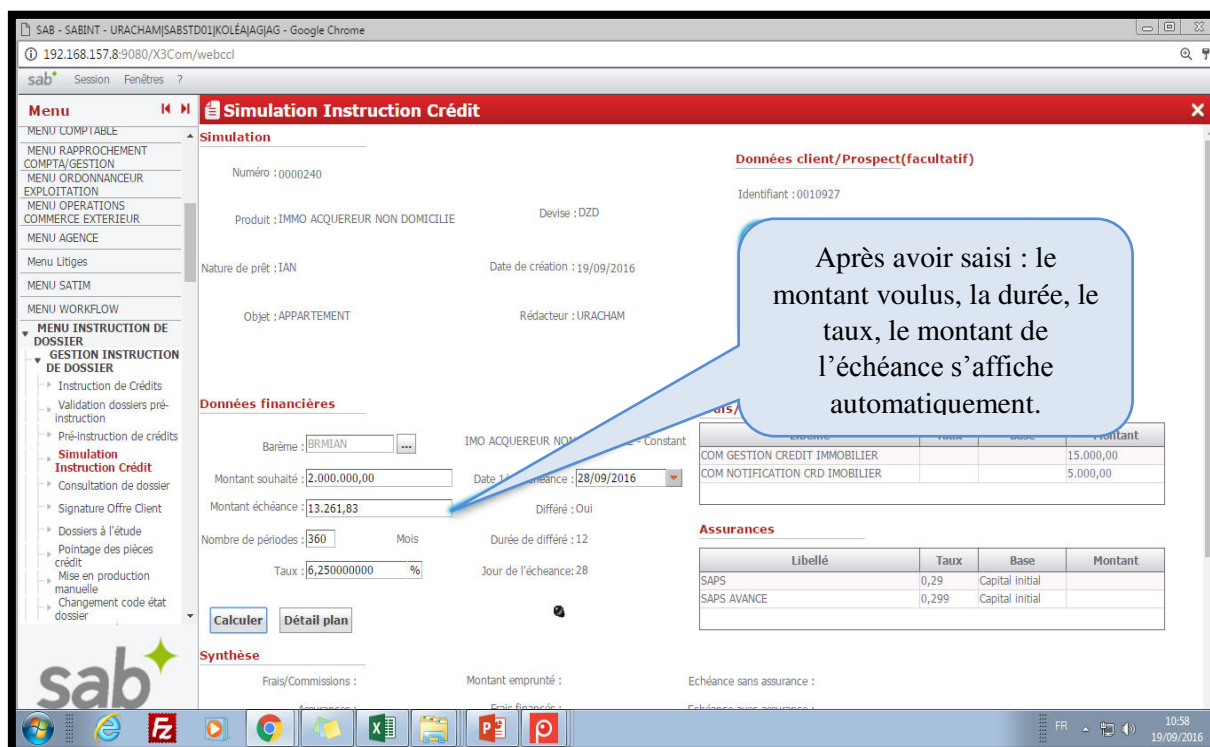 SAB - SABINT - URACHAM|SABSTD01|KOLÉA|AG|AG - Google Chrome
192.168.157.8:9080/X3Com/webccl
sab Session Fenêtres ?
Menu
MENU COMPTABLE
MENU RAPPROCHEMENT
COMPTA/GESTION
MENU ORDONNANCEUR
EXPLOITATION
MENU OPERATIONS
COMMERCE EXTERIEUR
MENU AGENCE
Menu Litiges
MENU SATIM
MENU WORKFLOW
MENU INSTRUCTION DE
DOSSIER
GESTION INSTRUCTION
DE DOSSIER
Instruction de Crédits
Validation dossiers pré-
instruction
Pré-instruction de crédits
Simulation
Instruction Crédit
Consultation de dossier
Signature Offre Client
Dossiers à l'étude
Pointage des pièces
crédit
Mise en production
manuelle
Changement code état
dossier
sab
Simulation Instruction Crédit
Simulation
Numéro : 0000240
Produit : IMMO ACQUEREUR NON DOMICILIE
Devise : DZD
Nature de prêt : IAN
Date de création : 19/09/2016
Objet : APPARTEMENT
Rédacteur : URACHAM
Données client/Prospect(facultatif)
Identifiant : 0010927
Après avoir saisi : le
montant voulus, la durée, le
taux, le montant de
l'échéance s'affiche
automatiquement.
Données financières
Barème : BRMIAN ...
IMO ACQUEREUR - Constant
Montant souhaité : 2.000.000,00
Date : 28/09/2016
Montant échéance : 13.261,83
Différé : Oui
Nombre de périodes : 360 Mois
Durée de différé : 12
Taux : 6,250000000 %
Jour de l'écheance: 28
Calculer Détail plan
Libellé Taux Base Montant
COM GESTION CREDIT IMMOBILIER 15.000,00
COM NOTIFICATION CRD IMOBILIER 5.000,00
Assurances
Libellé Taux Base Montant
SAPS 0,29 Capital initial
SAPS AVANCE 0,299 Capital initial
Synthèse
Frais/Commissions :
Montant emprunté :
Echéance sans assurance :
FR
10:58
19/09/2016